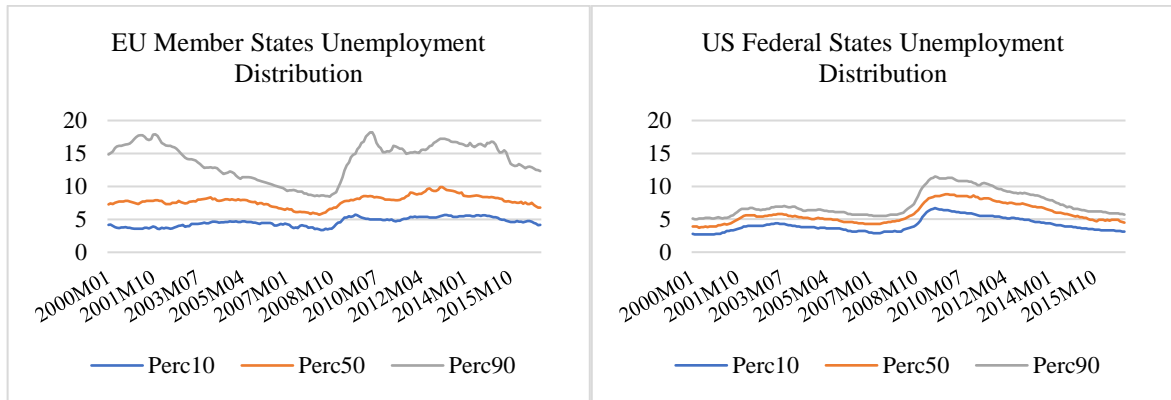 EU Member States Unemployment
Distribution
20
15
10
5
0
2000M01
2001M10
2003M07
2005M04
2007M01
2008M10
2010M07
2012M04
2014M01
2015M10
Perc10
Perc50
Perc90
US Federal States Unemployment
Distribution
20
15
10
5
0
2000M01
2001M10
2003M07
2005M04
2007M01
2008M10
2010M07
2012M04
2014M01
2015M10
Perc10
Perc50
Perc90